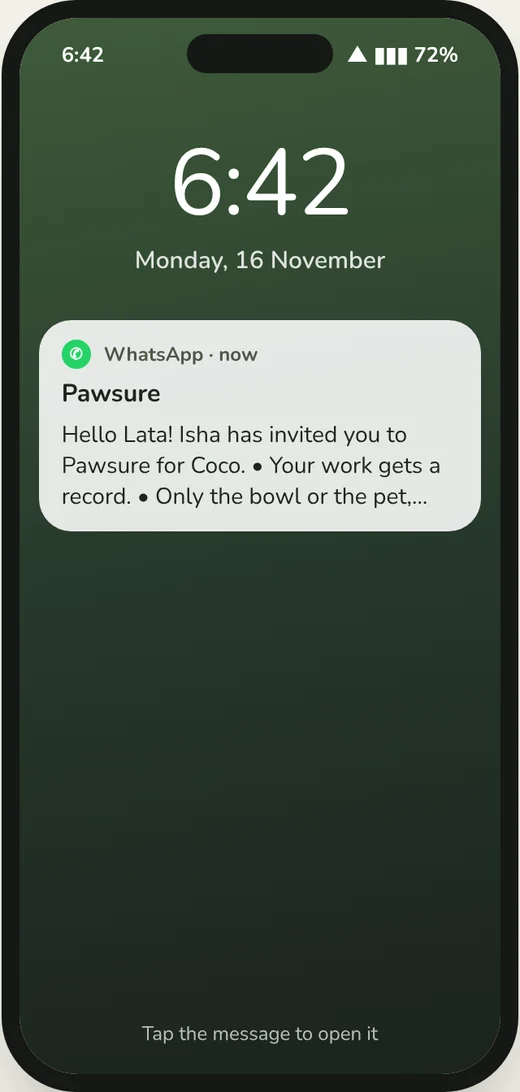 6:42 72%
6:42
Monday, 16 November
WhatsApp · now
Pawsure
Hello Lata! Isha has invited you to
Pawsure for Coco. • Your work gets a
record. • Only the bowl or the pet,...
Tap the message to open it